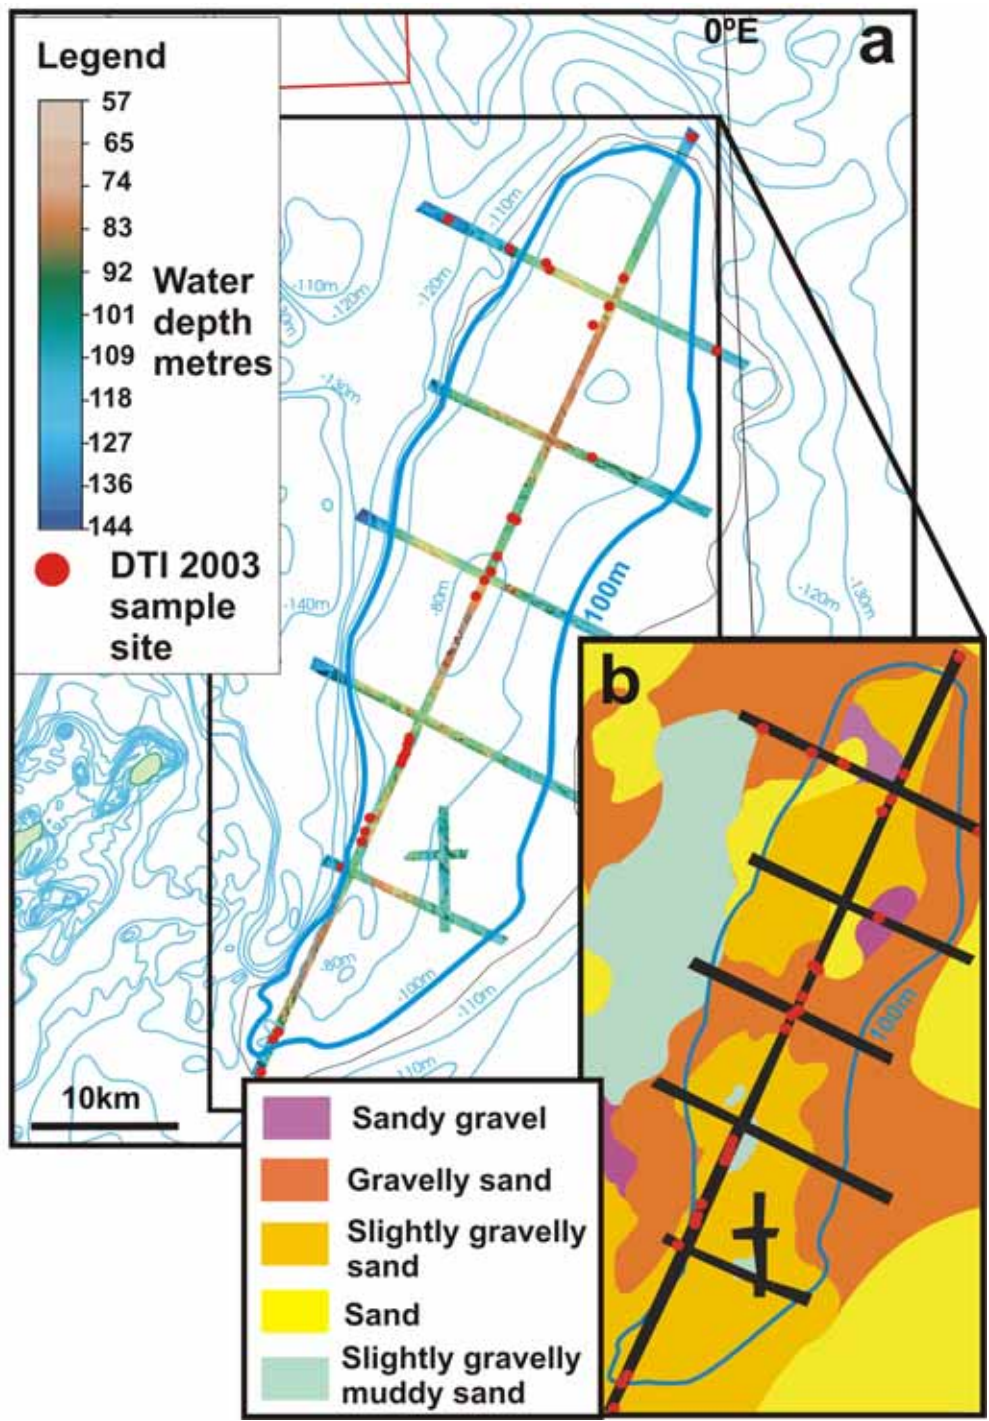 Legend
57
65
74
83
92
101
109
118
127
136
144
Water
depth
metres
DTI 2003
sample
site
0ºE
a
-110m
-120m
-110m
-120m
-130m
-140m
-80m
100m
-120m
-130m
-80m
-100m
-110m
-110m
10km
b
100m
Sandy gravel
Gravelly sand
Slightly gravelly
sand
Sand
Slightly gravelly
muddy sand